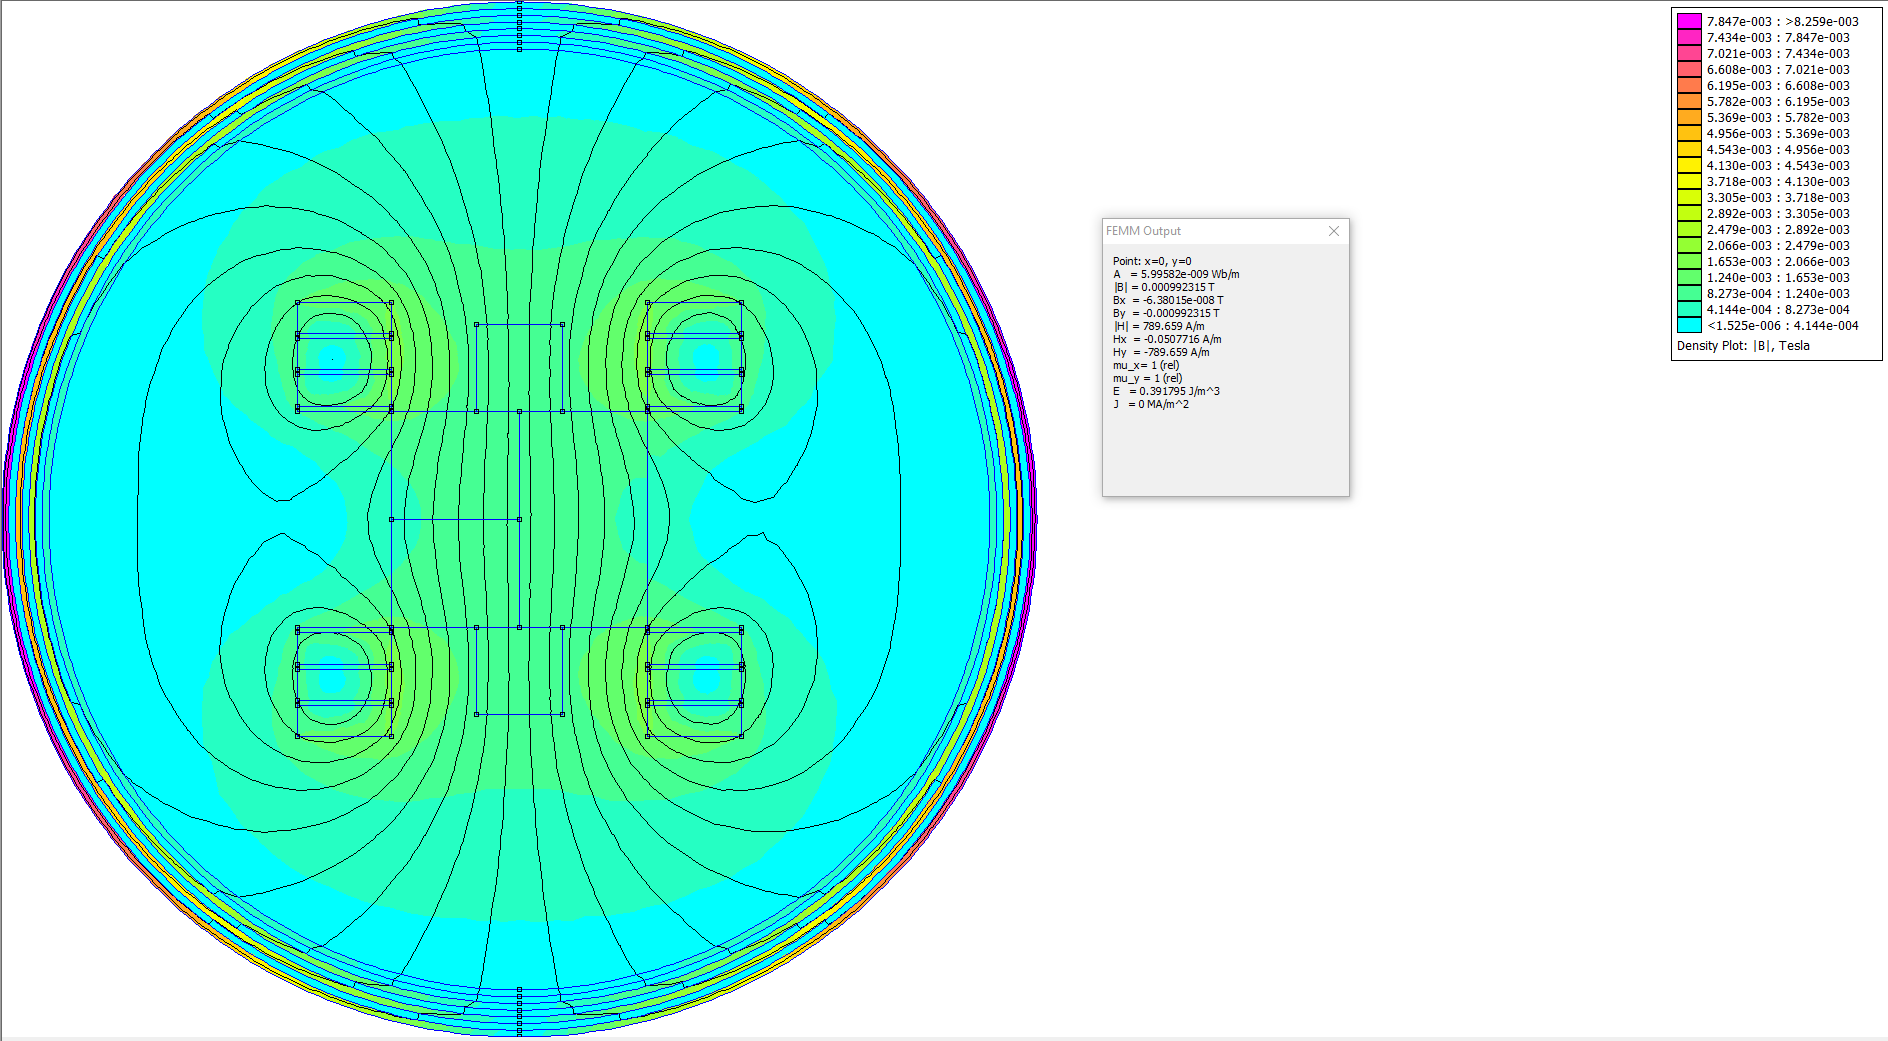 7.847e-003 : >8.259e-003
7.434e-003 : 7.847e-003
7.021e-003 : 7.434e-003
6.608e-003 : 7.021e-003
6.195e-003 : 6.608e-003
5.782e-003 : 6.195e-003
5.369e-003 : 5.782e-003
4.956e-003 : 5.369e-003
4.543e-003 : 4.956e-003
4.130e-003 : 4.543e-003
3.718e-003 : 4.130e-003
3.305e-003 : 3.718e-003
2.892e-003 : 3.305e-003
2.479e-003 : 2.892e-003
2.066e-003 : 2.479e-003
1.653e-003 : 2.066e-003
1.240e-003 : 1.653e-003
8.273e-004 : 1.240e-003
4.144e-004 : 8.273e-004
<1.525e-006 : 4.144e-004
Density Plot: |B|, Tesla
FEMM Output
Point: x=0, y=0
A = 5.99582e-009 Wb/m
|B| = 0.000992315 T
Bx = -6.38015e-008 T
By = -0.000992315 T
|H| = 789.659 A/m
Hx = -0.0507716 A/m
Hy = -789.659 A/m
mu_x= 1 (rel)
mu_y = 1 (rel)
E = 0.391795 J/m^3
J = 0 MA/m^2